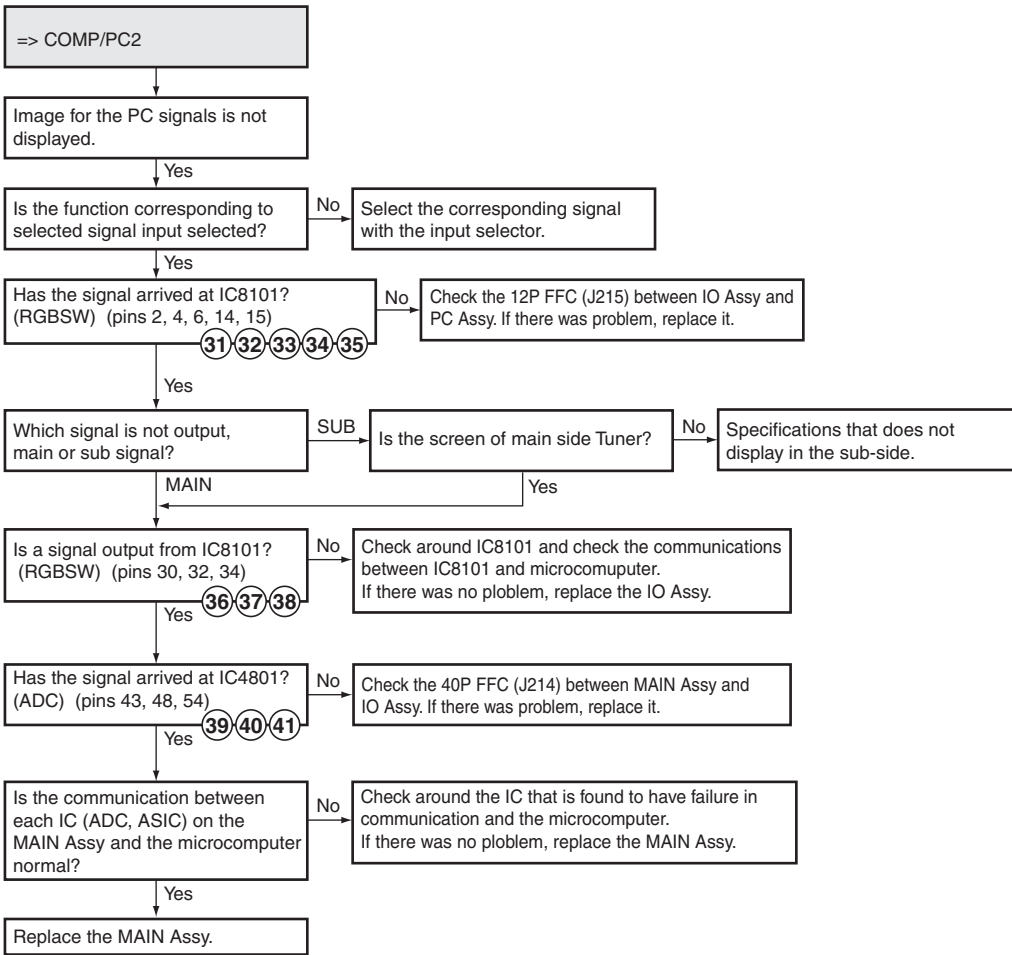 => COMP/PC2
Image for the PC signals is not
displayed.
Yes
Is the function corresponding to
selected signal input selected?
No
Select the corresponding signal
with the input selector.
Yes
Has the signal arrived at IC8101?
(RGBSW) (pins 2, 4, 6, 14, 15)
31 32 33 34 35
No
Check the 12P FFC (J215) between IO Assy and
PC Assy. If there was problem, replace it.
Yes
Which signal is not output,
main or sub signal?
SUB
Is the screen of main side Tuner?
No
Specifications that does not
display in the sub-side.
MAIN
Yes
Is a signal output from IC8101?
(RGBSW) (pins 30, 32, 34)
36 37 38
No
Check around IC8101 and check the communications
between IC8101 and microcomuputer.
If there was no ploblem, replace the IO Assy.
Yes
Has the signal arrived at IC4801?
(ADC) (pins 43, 48, 54)
39 40 41
No
Check the 40P FFC (J214) between MAIN Assy and
IO Assy. If there was problem, replace it.
Yes
Is the communication between
each IC (ADC, ASIC) on the
MAIN Assy and the microcomputer
normal?
No
Check around the IC that is found to have failure in
communication and the microcomputer.
If there was no ploblem, replace the MAIN Assy.
Yes
Replace the MAIN Assy.